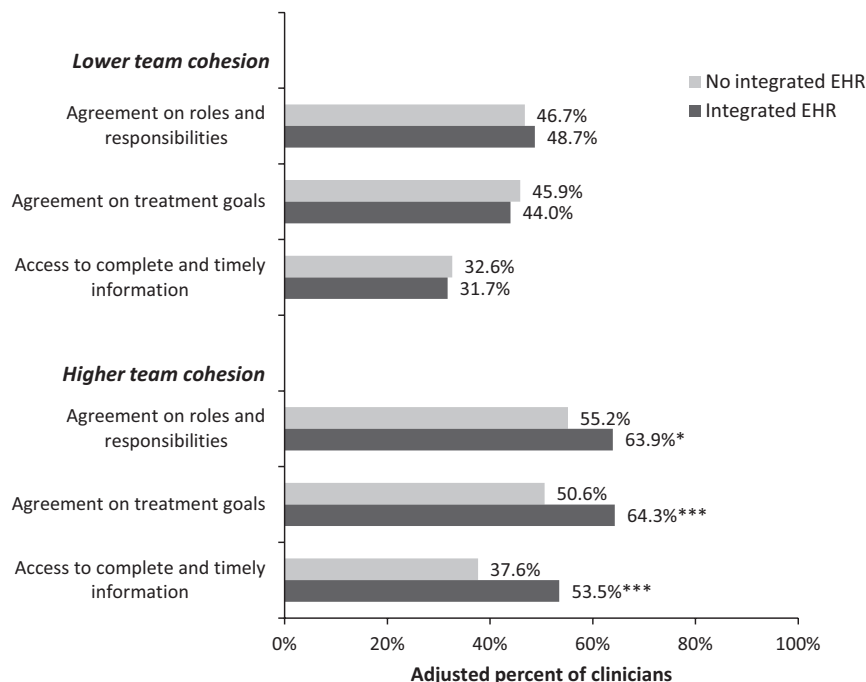 Lower team cohesion
No integrated EHR
Integrated EHR
Agreement on roles and
responsibilities
46.7%
48.7%
Agreement on treatment goals
45.9%
44.0%
Access to complete and timely
information
32.6%
31.7%
Higher team cohesion
Agreement on roles and
responsibilities
55.2%
63.9%*
Agreement on treatment goals
50.6%
64.3%***
Access to complete and timely
information
37.6%
53.5%***
0% 20% 40% 60% 80% 100%
Adjusted percent of clinicians